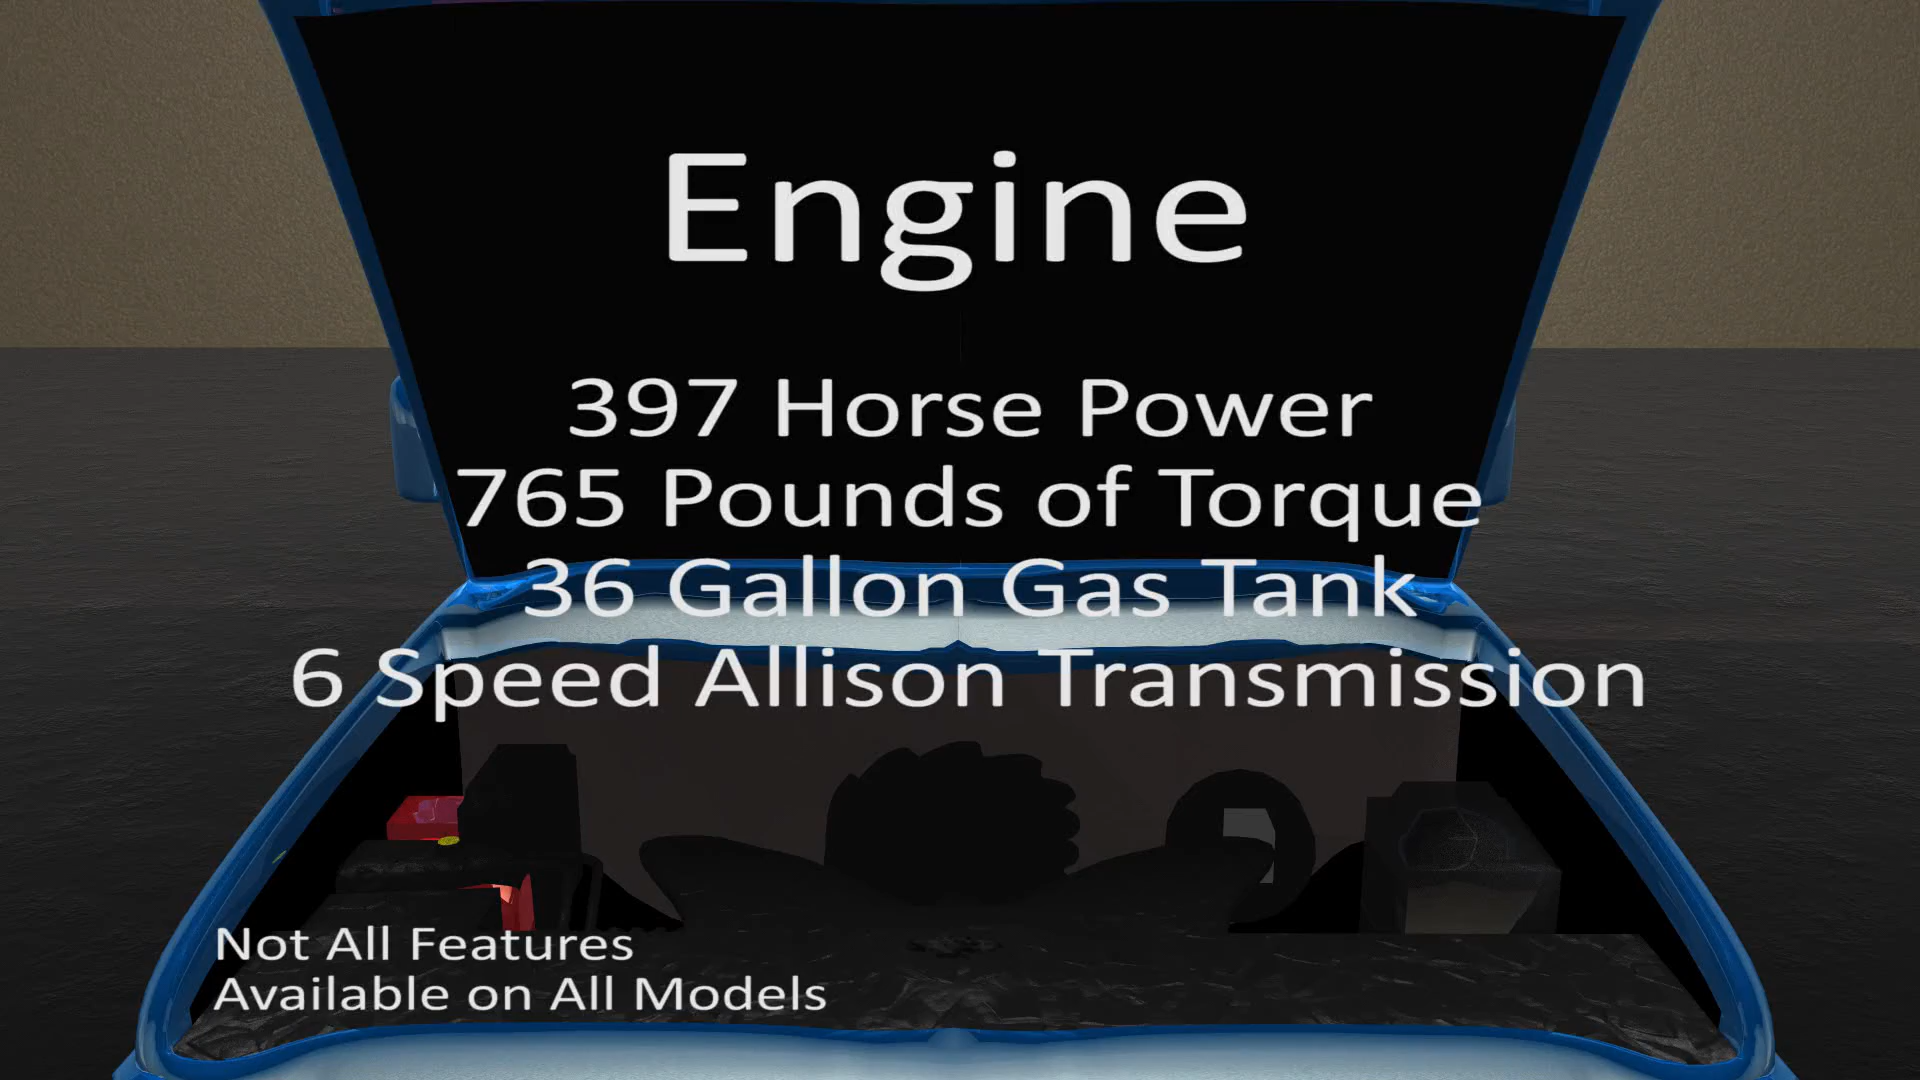 Engine
397 Horse Power
765 Pounds of Torque
36 Gallon Gas Tank
6 Speed Allison Transmission
Not All Features
Available on All Models